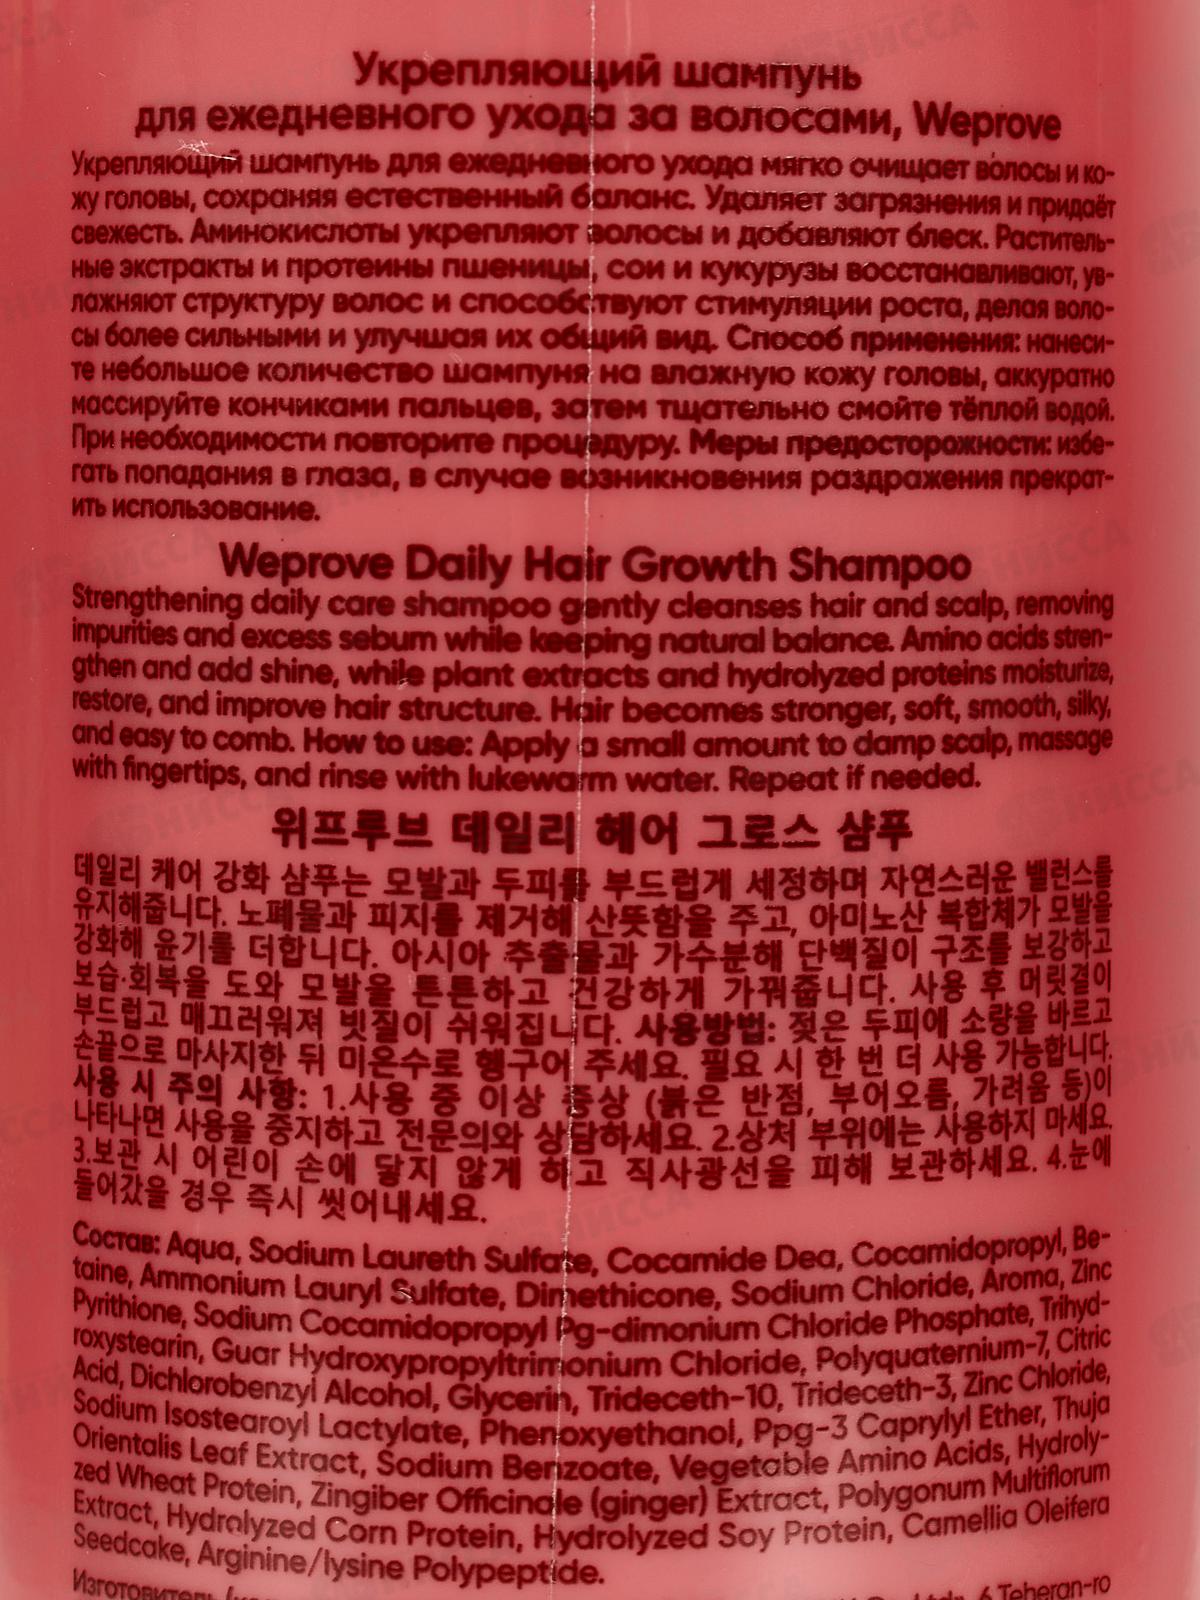 Укрепляющий шампунь
для ежедневного ухода за волосами, Weprove
Укрепляющий шампунь для ежедневного ухода мягко очищает волосы и ко-
жу головы, сохраняя естественный баланс. Удаляет загрязнения и придаёт
свежесть. Аминокислоты укрепляют волосы и добавляют блеск. Раститель-
ные экстракты и протеины пшеницы, сои и кукурузы восстанавливают, ув-
лажняют структуру волос и способствуют стимуляции роста, делая воло-
сы более сильными и улучшая их общий вид. Способ применения: нанеси-
те небольшое количество шампуня на влажную кожу головы, аккуратно
массируйте кончиками пальцев, затем тщательно смойте тёплой водой.
При необходимости повторите процедуру. Меры предосторожности: избе-
гать попадания в глаза, в случае возникновения раздражения прекрат-
ить использование.
Weprove Daily Hair Growth Shampoo
Strengthening daily care shampoo gently cleanses hair and scalp, removing
impurities and excess sebum while keeping natural balance. Amino acids stren-
gthen and add shine, while plant extracts and hydrolyzed proteins moisturize,
restore, and improve hair structure. Hair becomes stronger, soft, smooth, silky,
and easy to comb. How to use: Apply a small amount to damp scalp, massage
with fingertips, and rinse with lukewarm water. Repeat if needed.
위프루브 데일리 헤어 그로스 샴푸
데일리 케어 강화 샴푸는 모발과 두피를 부드럽게 세정하며 자연스러운 밸런스를
유지해줍니다. 노폐물과 피지를 제거해 산뜻함을 주고, 아미노산 복합체가 모발을
강화해 윤기를 더합니다. 아시아 추출물과 가수분해 단백질이 구조를 보강하고
보습·회복을 도와 모발을 튼튼하고 건강하게 가꿔줍니다. 사용 후 머릿결이
부드럽고 매끄러워져 빗질이 쉬워집니다. 사용방법: 젖은 두피에 소량을 바르고
손끝으로 마사지한 뒤 미온수로 헹구어 주세요. 필요 시 한 번 더 사용 가능합니다.
사용 시 주의 사항: 1.사용 중 이상 증상 (붉은 반점, 부어오름, 가려움 등)이
나타나면 사용을 중지하고 전문의와 상담하세요. 2.상처 부위에는 사용하지 마세요.
3.보관 시 어린이 손에 닿지 않게 하고 직사광선을 피해 보관하세요. 4.눈에
들어갔을 경우 즉시 씻어내세요.
Состав: Aqua, Sodium Laureth Sulfate, Cocamide Dea, Cocamidopropyl, Be-
taine, Ammonium Lauryl Sulfate, Dimethicone, Sodium Chloride, Aroma, Zinc
Pyrithione, Sodium Cocamidopropyl Pg-dimonium Chloride Phosphate, Trihyd-
roxystearin, Guar Hydroxypropyltrimonium Chloride, Polyquaternium-7, Citric
Acid, Dichlorobenzyl Alcohol, Glycerin, Trideceth-10, Trideceth-3, Zinc Chloride,
Sodium Isostearoyl Lactylate, Phenoxyethanol, Ppg-3 Caprylyl Ether, Thuja
Orientalis Leaf Extract, Sodium Benzoate, Vegetable Amino Acids, Hydroly-
zed Wheat Protein, Zingiber Officinale (ginger) Extract, Polygonum Multiflorum
Extract, Hydrolyzed Corn Protein, Hydrolyzed Soy Protein, Camellia Oleifera
Seedcake, Arginine/lysine Polypeptide.
Изготовитель 6 Teheran-ro